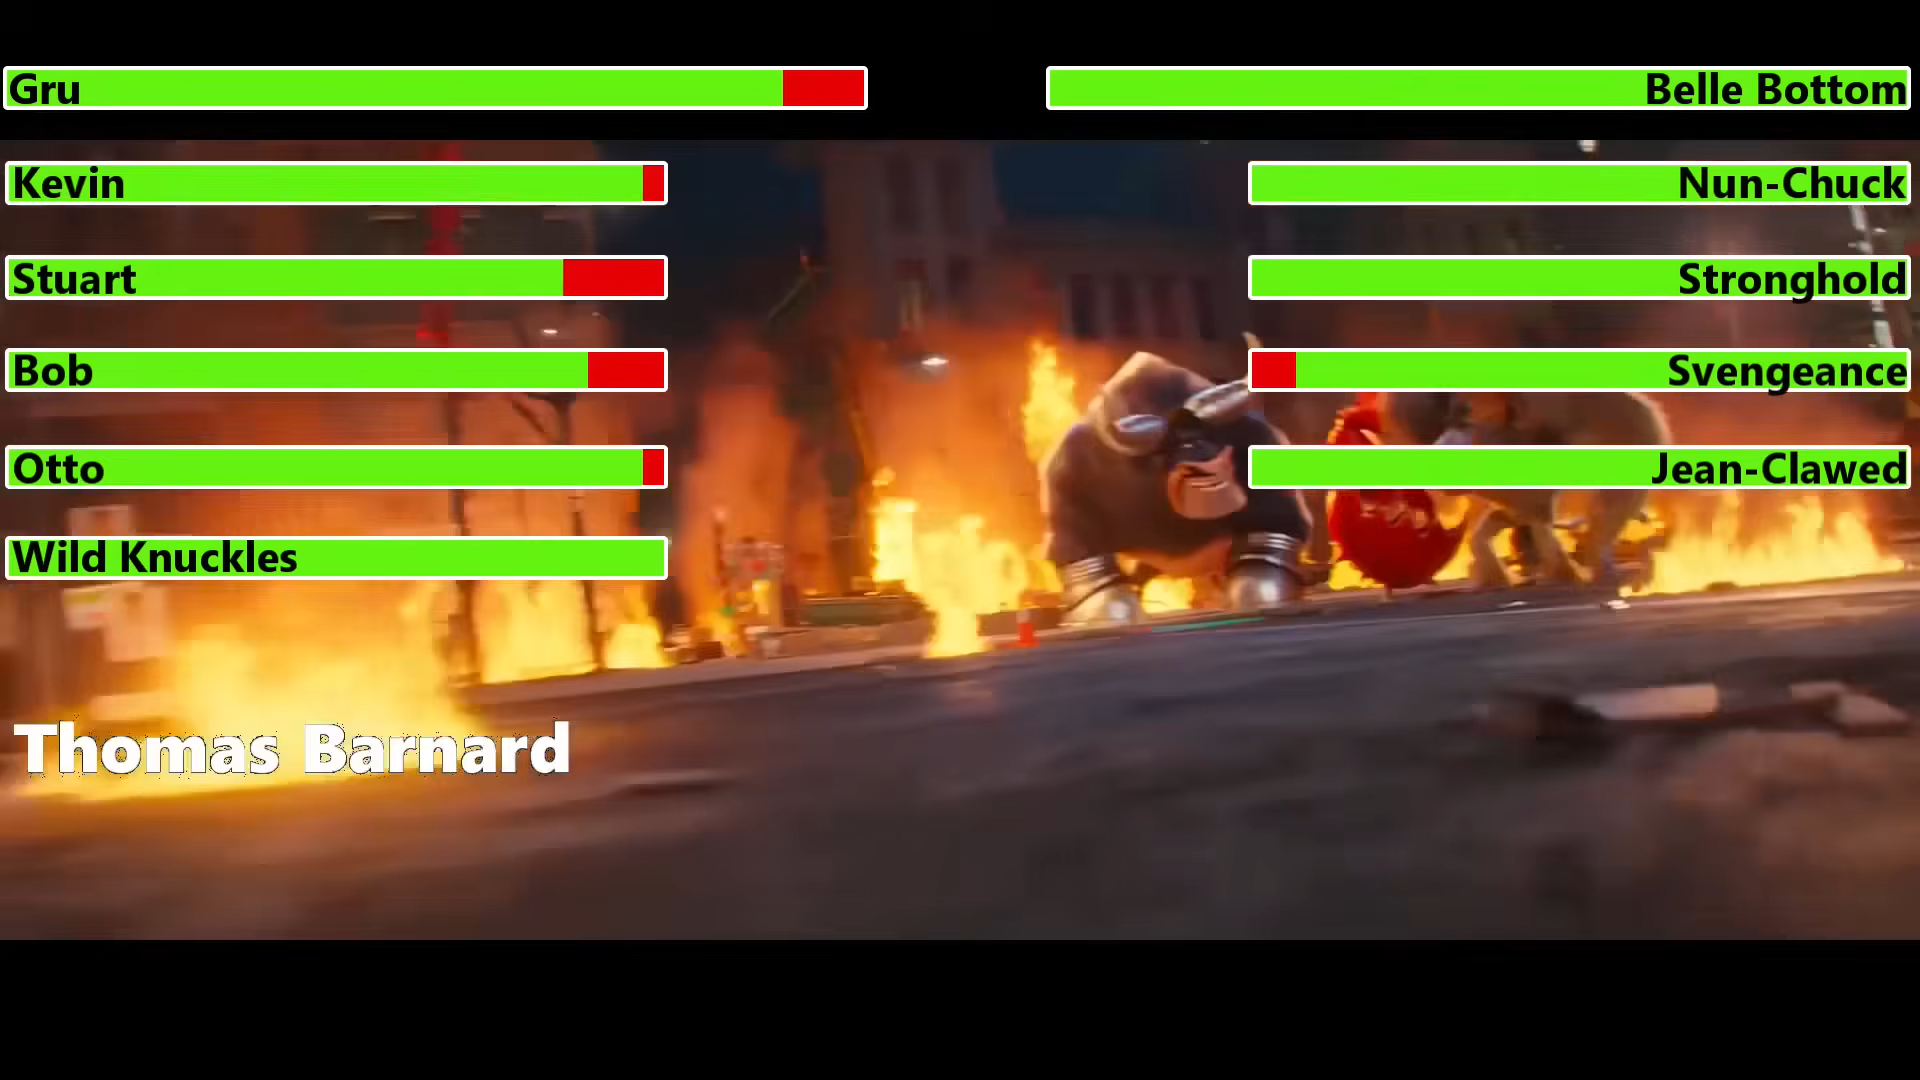 Gru
Belle Bottom
Kevin
Nun-Chuck
Stuart
Stronghold
Bob
Svengeance
Otto
Jean-Clawed
Wild Knuckles
Thomas Barnard